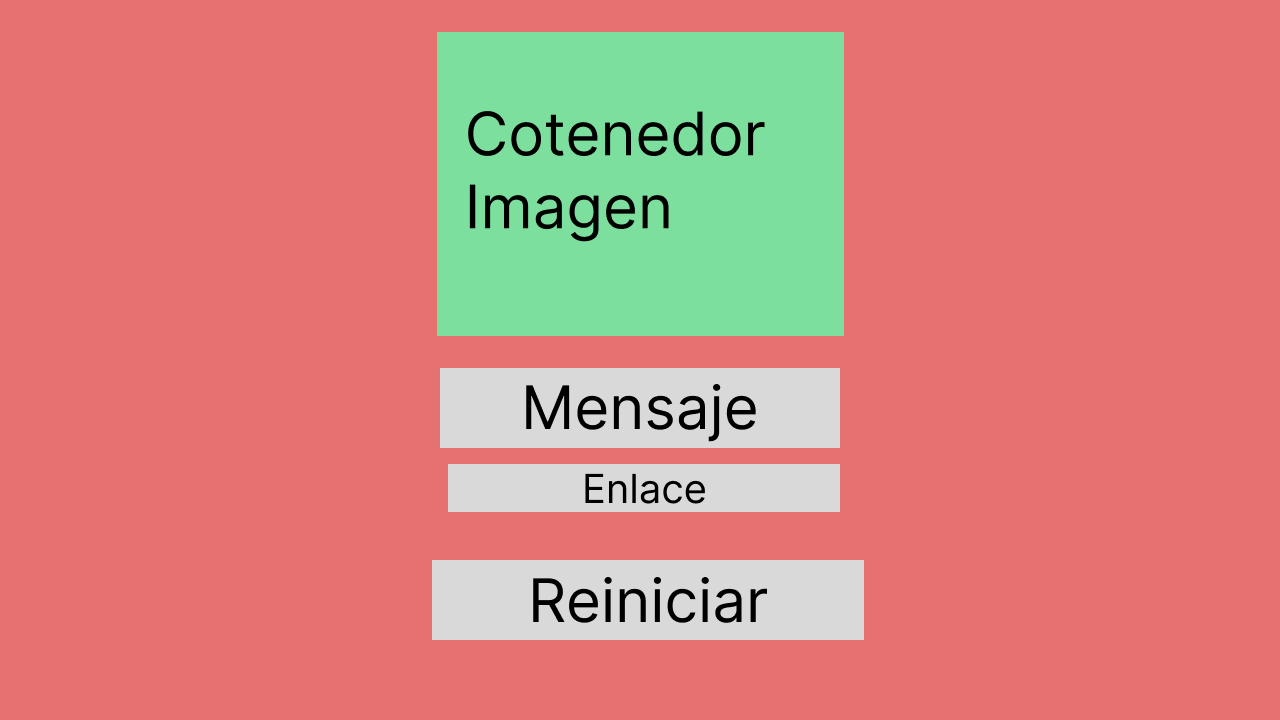 Cotenedor
Imagen
Mensaje
Enlace
Reiniciar